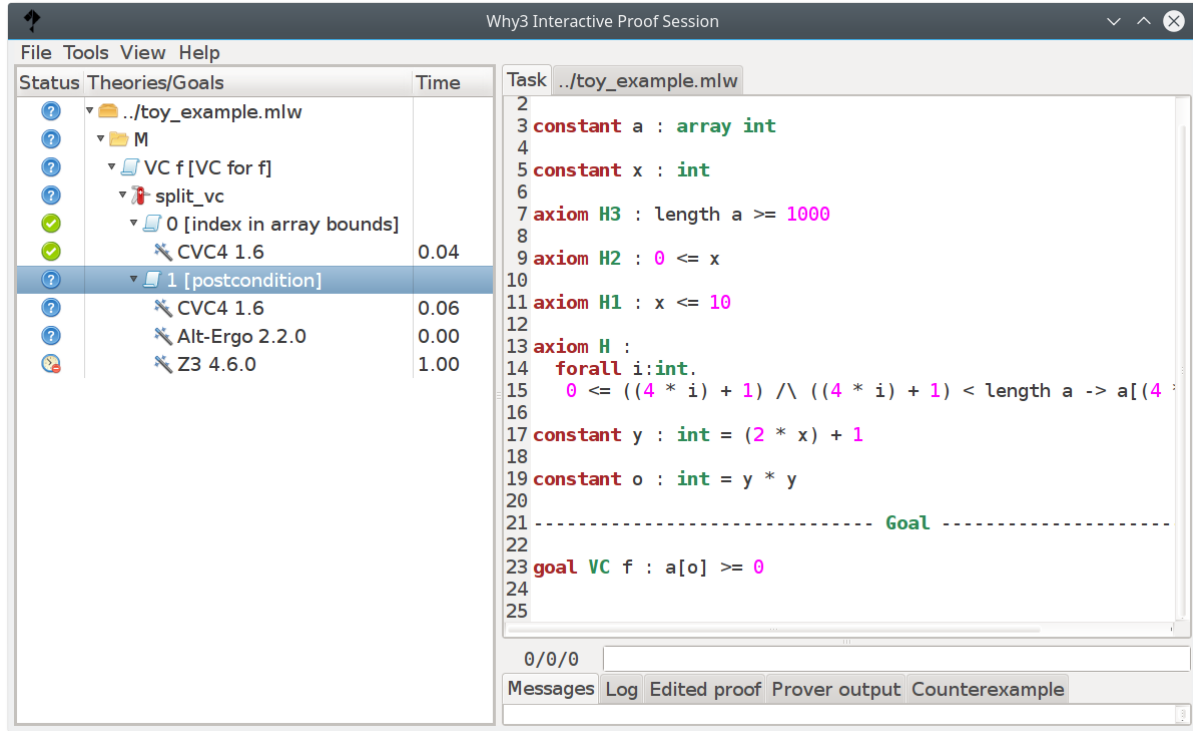 Why3 Interactive Proof Session
File Tools View Help
Status Theories/Goals Time
../toy_example.mlw
M
VC f [VC for f]
split_vc
0 [index in array bounds]
CVC4 1.6 0.04
1 [postcondition]
CVC4 1.6 0.06
Alt-Ergo 2.2.0 0.00
Z3 4.6.0 1.00
Task ../toy_example.mlw
2
3 constant a : array int
4
5 constant x : int
6
7 axiom H3 : length a >= 1000
8
9 axiom H2 : 0 <= x
10
11 axiom H1 : x <= 10
12
13 axiom H :
14 forall i:int.
15 0 <= ((4 * i) + 1) /\ ((4 * i) + 1) < length a -> a[(4 *
16
17 constant y : int = (2 * x) + 1
18
19 constant o : int = y * y
20
21 ------------------------------- Goal ---------------------
22
23 goal VC f : a[o] >= 0
24
25
0/0/0
Messages Log Edited proof Prover output Counterexample